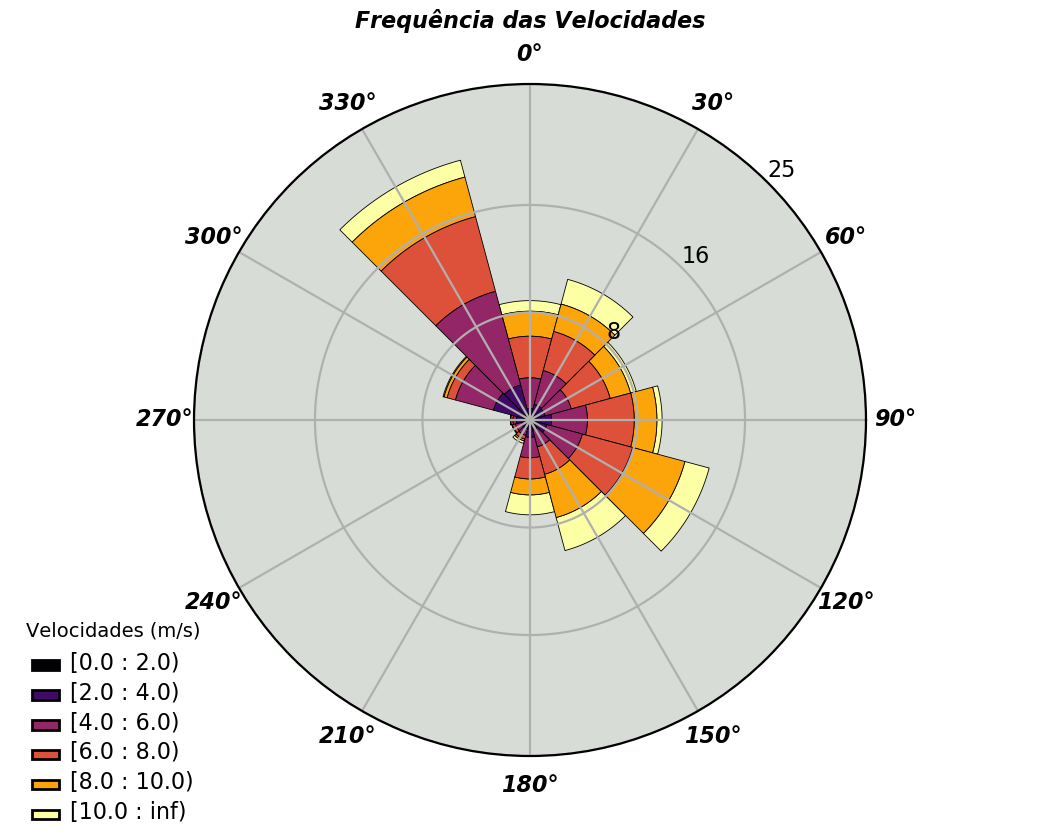 Frequência das Velocidades
0°
330°
30°
25
300°
60°
16
8
270°
90°
240°
120°
Velocidades (m/s)
[0.0 : 2.0)
[2.0 : 4.0)
[4.0 : 6.0)
[6.0 : 8.0)
[8.0 : 10.0)
[10.0 : inf)
210°
150°
180°